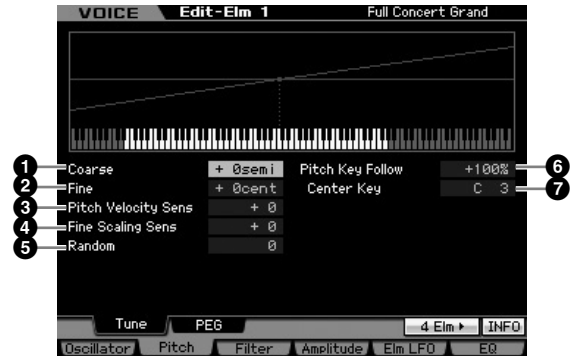 VOICE Edit-Elm 1 Full Concert Grand
1 Coarse + 0semi Pitch Key Follow +100% 6
2 Fine + 0cent Center Key C 3 7
3 Pitch Velocity Sens + 0
4 Fine Scaling Sens + 0
5 Random 0
Tune PEG 4 Elm INFO
Oscillator Pitch Filter Amplitude Elm LFO EQ